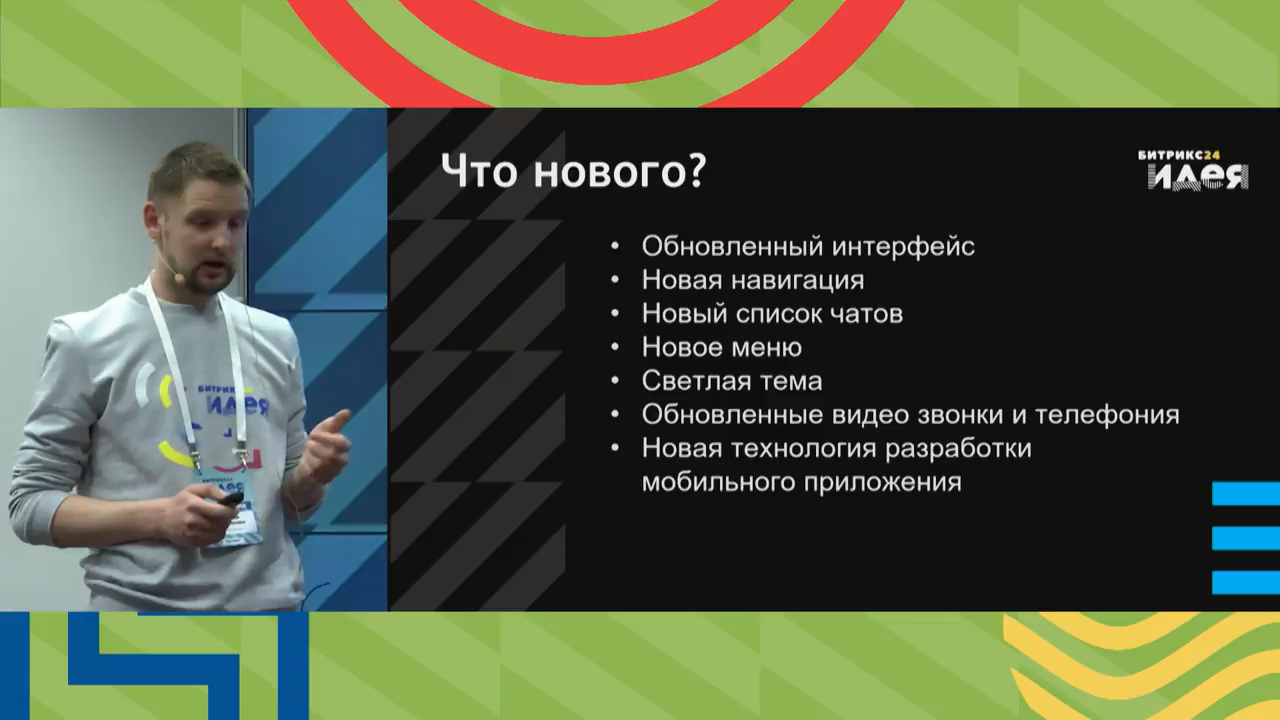 Что нового?
БИТРИКС24
идея
• Обновленный интерфейс
• Новая навигация
• Новый список чатов
• Новое меню
• Светлая тема
• Обновленные видео звонки и телефония
• Новая технология разработки
мобильного приложения
идея